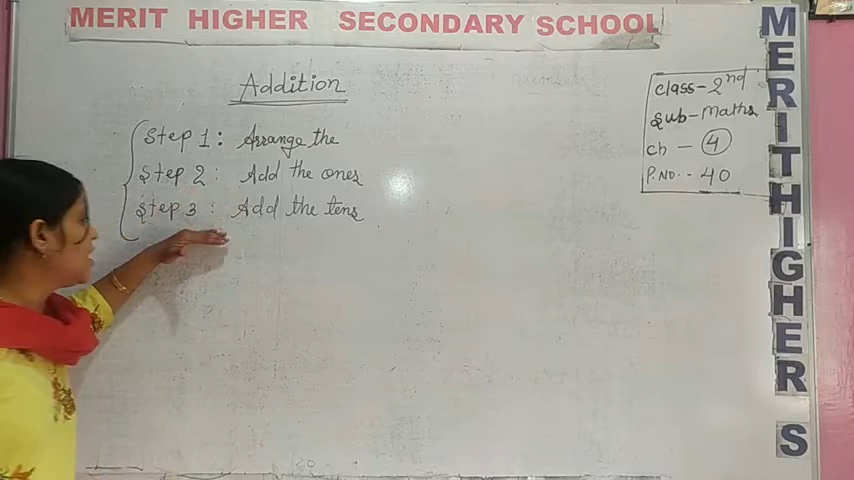 MERIT HIGHER SECONDARY SCHOOL
Addition
Step 1: Arrange the
Step 2: Add the ones
Step 3: Add the tens
Class-2nd
Sub-Maths
Ch - 4
P.NO.- 40
MERIT HIGHER S